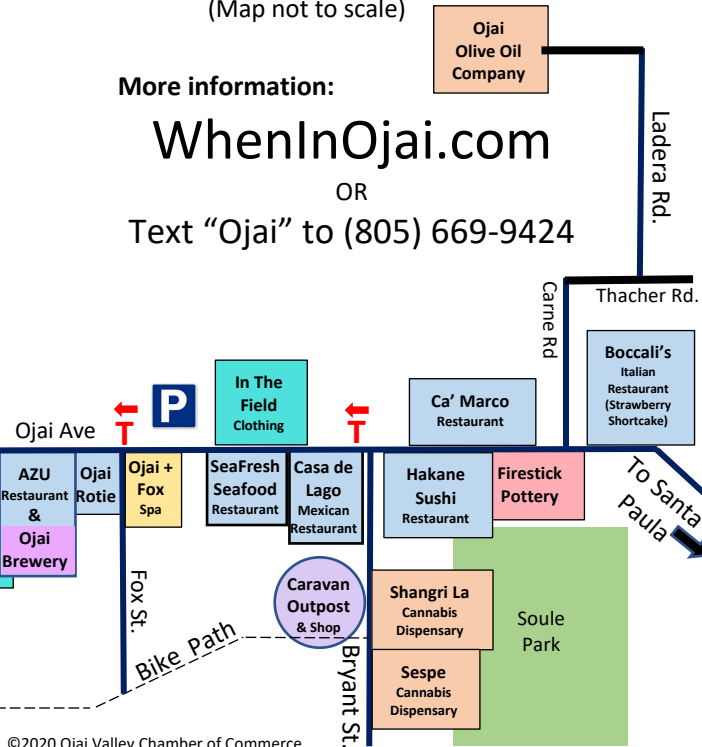 (Map not to scale)
Ojai
Olive Oil
Company
More information:
WhenInOjai.com
OR
Text “Ojai” to (805) 669-9424
Ladera Rd.
Thacher Rd.
Carne Rd
Boccali’s
Italian
Restaurant
(Strawberry
Shortcake)
In The
Field
Clothing
P
T
T
Ca’ Marco
Restaurant
Ojai Ave
AZU
Restaurant
&
Ojai
Brewery
Ojai
Rotie
Ojai +
Fox
Spa
SeaFresh
Seafood
Restaurant
Casa de
Lago
Mexican
Restaurant
Hakane
Sushi
Restaurant
Firestick
Pottery
To Santa
Paula
Fox St.
Bike Path
Caravan
Outpost
& Shop
Bryant St.
Shangri La
Cannabis
Dispensary
Sespe
Cannabis
Dispensary
Soule
Park
©2020 Ojai Valley Chamber of Commerce